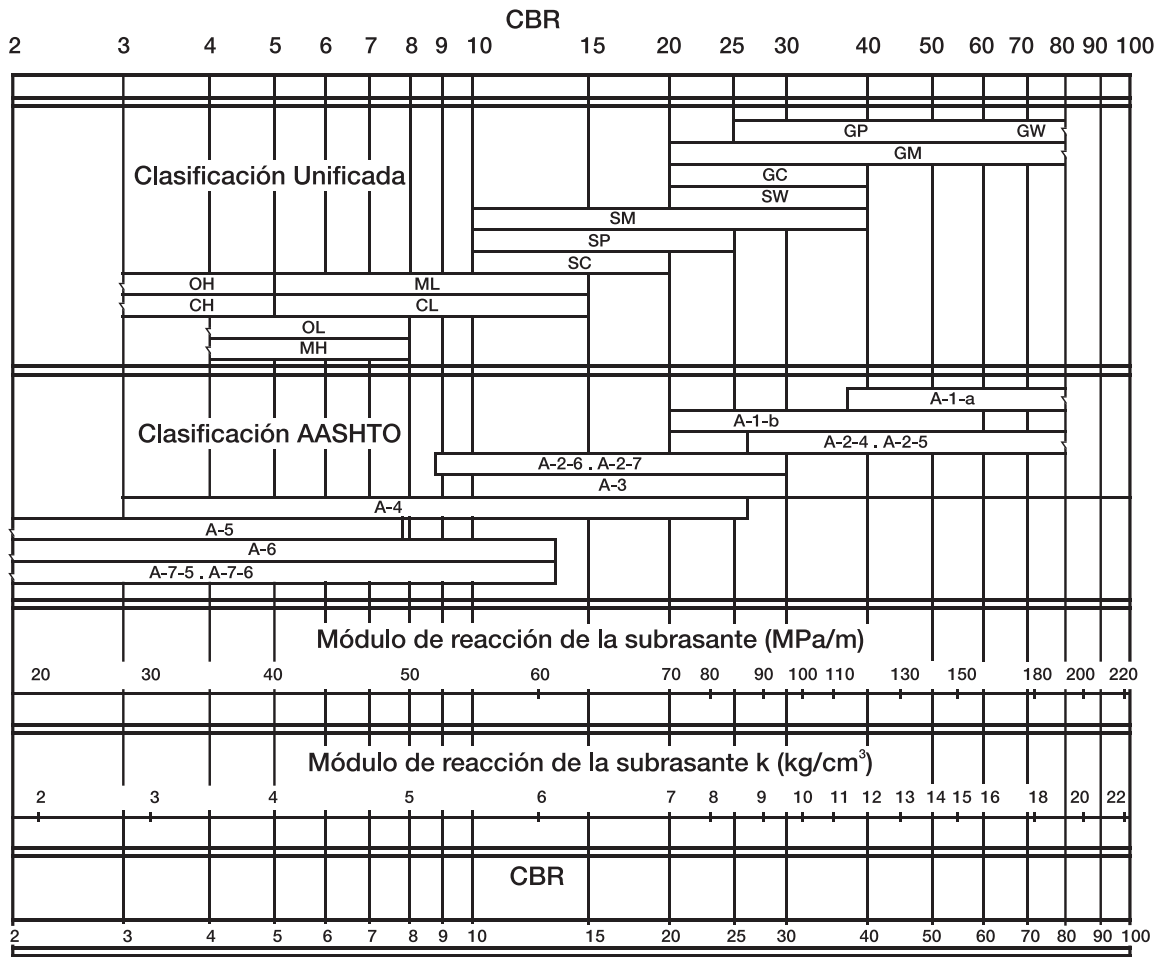 CBR
2 3 4 5 6 7 8 9 10 15 20 25 30 40 50 60 70 80 90 100
GP GW
GM
Clasificación Unificada
GC
SW
SM
SP
SC
OH ML
CH CL
OL
MH
A-1-a
A-1-b
Clasificación AASHTO
A-2-4 . A-2-5
A-2-6 . A-2-7
A-3
A-4
A-5
A-6
A-7-5 . A-7-6
Módulo de reacción de la subrasante (MPa/m)
20 30 40 50 60 70 80 90 100 110 130 150 180 200 220
Módulo de reacción de la subrasante k (kg/cm³)
2 3 4 5 6 7 8 9 10 11 12 13 14 15 16 18 20 22
CBR
2 3 4 5 6 7 8 9 10 15 20 25 30 40 50 60 70 80 90 100